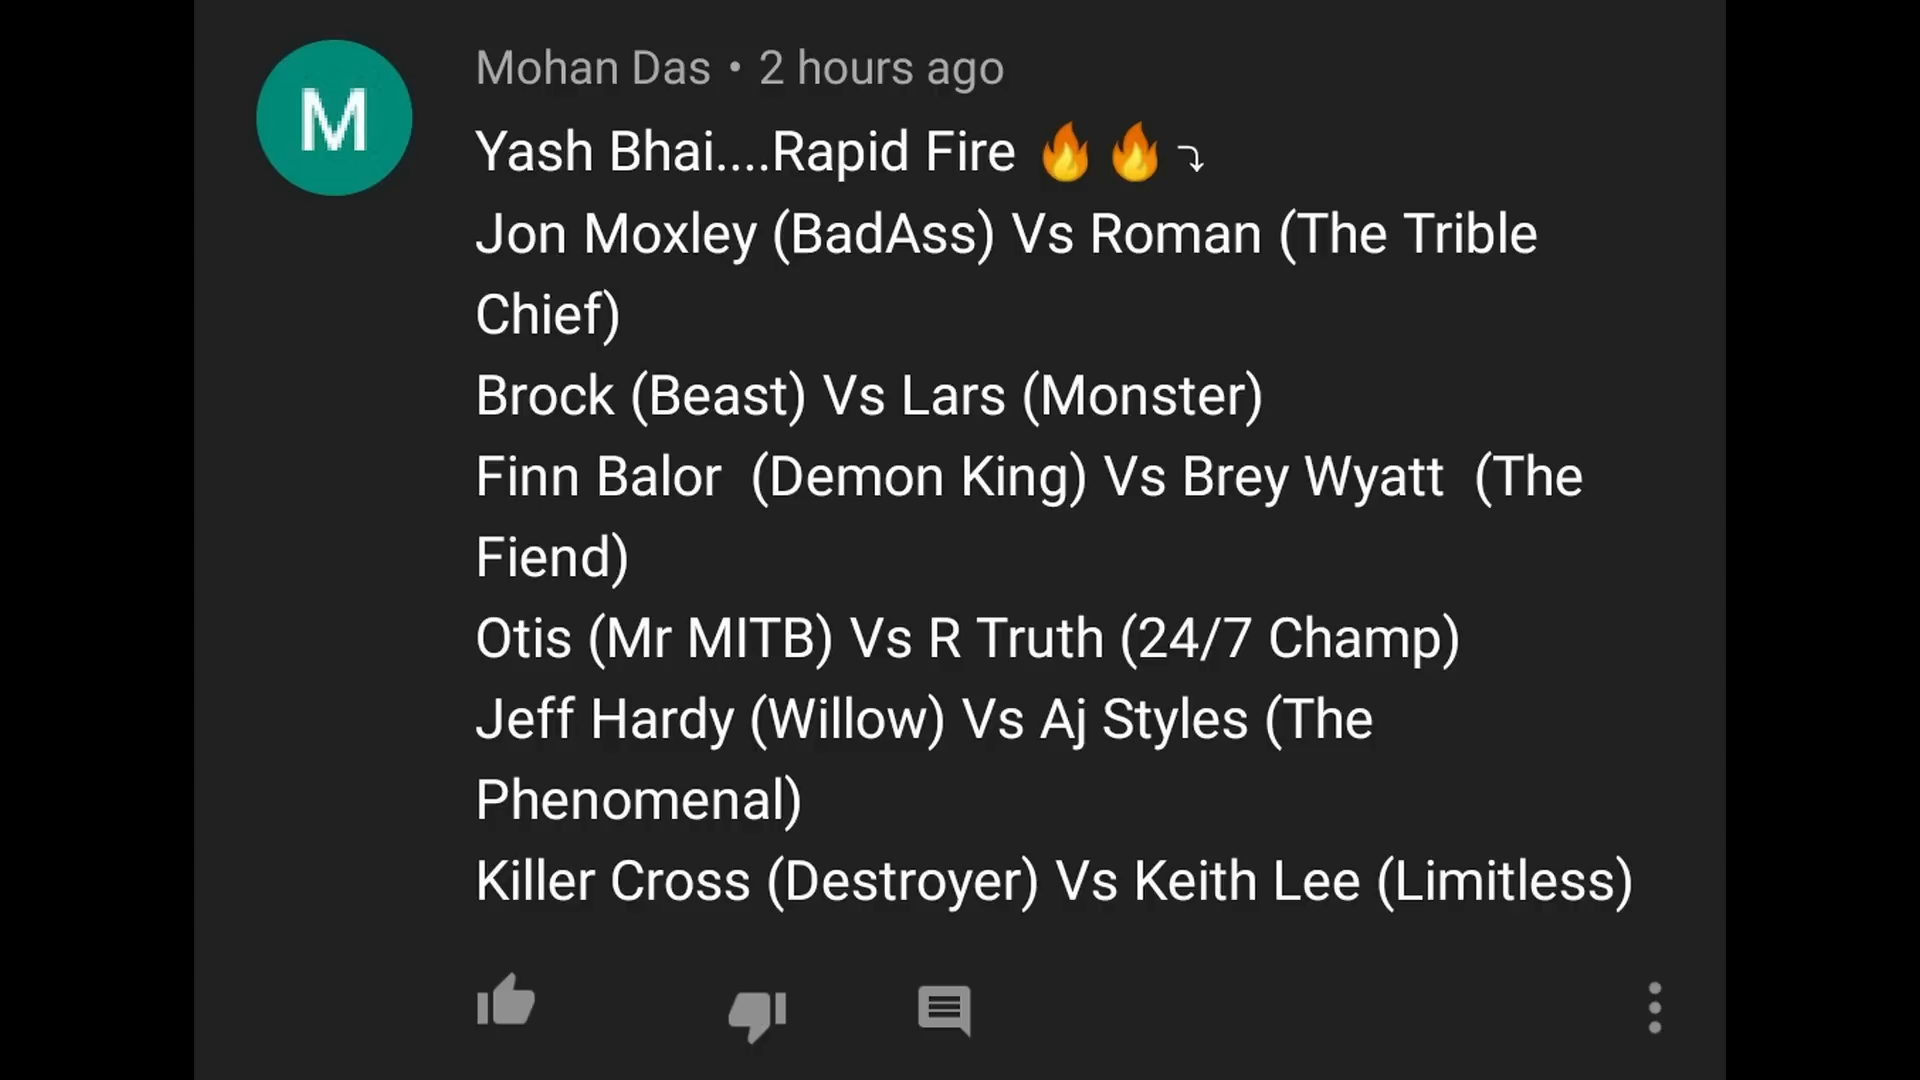 M
Mohan Das • 2 hours ago
Yash Bhai....Rapid Fire 🔥 🔥 ⤵
Jon Moxley (BadAss) Vs Roman (The Trible
Chief)
Brock (Beast) Vs Lars (Monster)
Finn Balor  (Demon King) Vs Brey Wyatt  (The
Fiend)
Otis (Mr MITB) Vs R Truth (24/7 Champ)
Jeff Hardy (Willow) Vs Aj Styles (The
Phenomenal)
Killer Cross (Destroyer) Vs Keith Lee (Limitless)